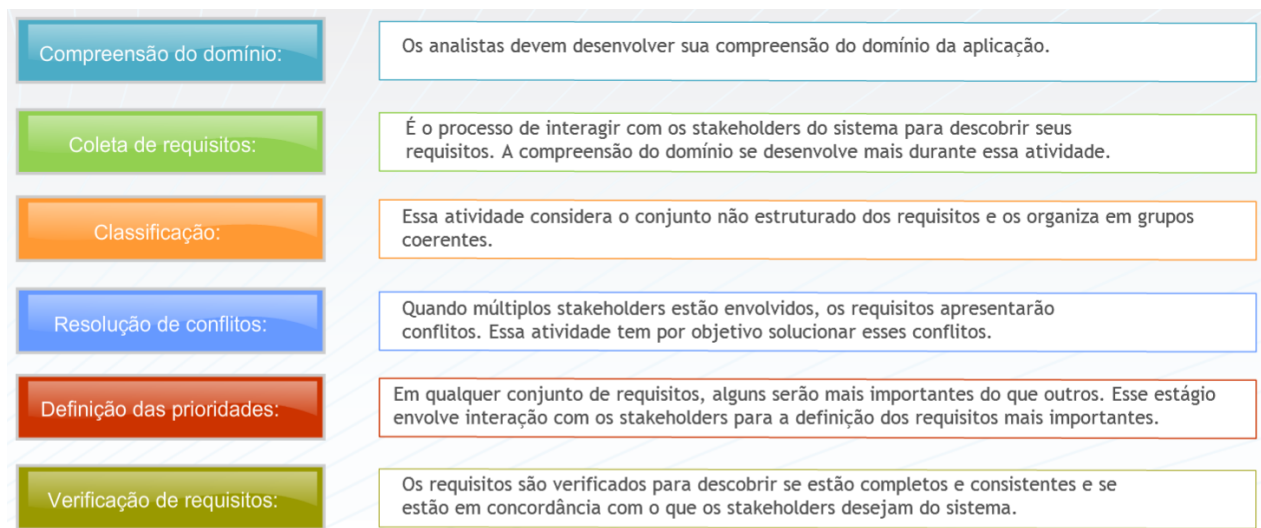 Compreensão do domínio:
Os analistas devem desenvolver sua compreensão do domínio da aplicação.
Coleta de requisitos:
É o processo de interagir com os stakeholders do sistema para descobrir seus
requisitos. A compreensão do domínio se desenvolve mais durante essa atividade.
Classificação:
Essa atividade considera o conjunto não estruturado dos requisitos e os organiza em grupos
coerentes.
Resolução de conflitos:
Quando múltiplos stakeholders estão envolvidos, os requisitos apresentarão
conflitos. Essa atividade tem por objetivo solucionar esses conflitos.
Definição das prioridades:
Em qualquer conjunto de requisitos, alguns serão mais importantes do que outros. Esse estágio
envolve interação com os stakeholders para a definição dos requisitos mais importantes.
Verificação de requisitos:
Os requisitos são verificados para descobrir se estão completos e consistentes e se
estão em concordância com o que os stakeholders desejam do sistema.